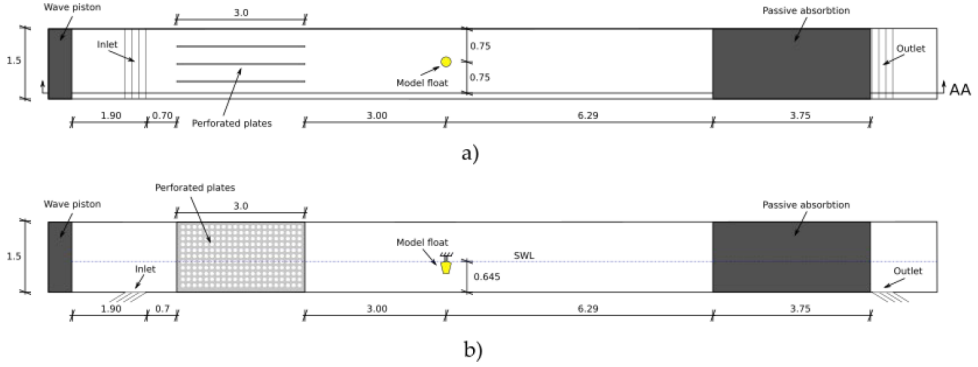 Wave piston
3.0
Passive absorbtion
Inlet
Outlet
1.5
0.75
Model float
0.75
AA
Perforated plates
1.90
0.70
3.00
6.29
3.75
a)
Perforated plates
Wave piston
3.0
Passive absorbtion
Model float
SWL
1.5
Inlet
0.645
Outlet
1.90
0.7
3.00
6.29
3.75
b)